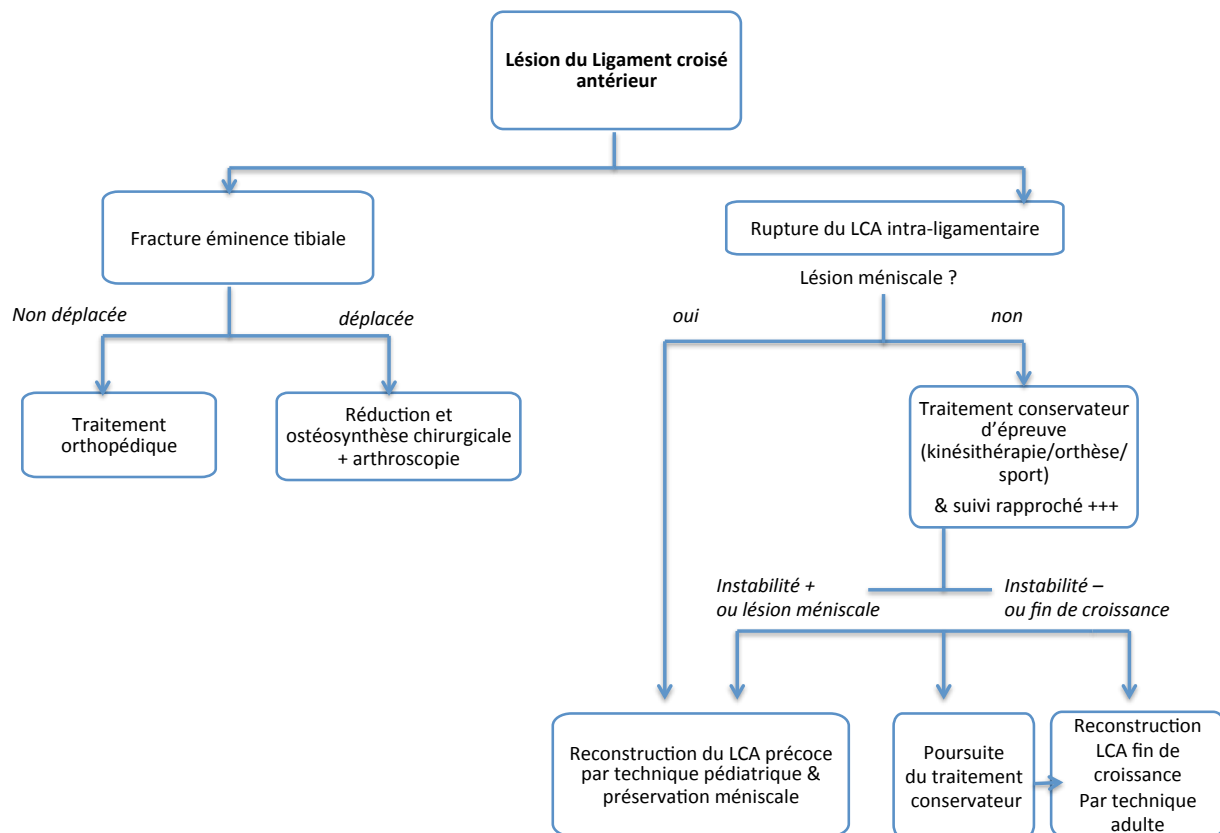 Lésion du Ligament croisé
antérieur
Fracture éminence tibiale
Rupture du LCA intra-ligamentaire
Lésion méniscale ?
Non déplacée
déplacée
oui
non
Traitement
orthopédique
Réduction et
ostéosynthèse chirurgicale
+ arthroscopie
Traitement conservateur
d'épreuve
(kinésithérapie/orthèse/
sport)
& suivi rapproché +++
Instabilité +
ou lésion méniscale
Instabilité –
ou fin de croissance
Reconstruction du LCA précoce
par technique pédiatrique &
préservation méniscale
Poursuite
du traitement
conservateur
Reconstruction
LCA fin de
croissance
Par technique
adulte